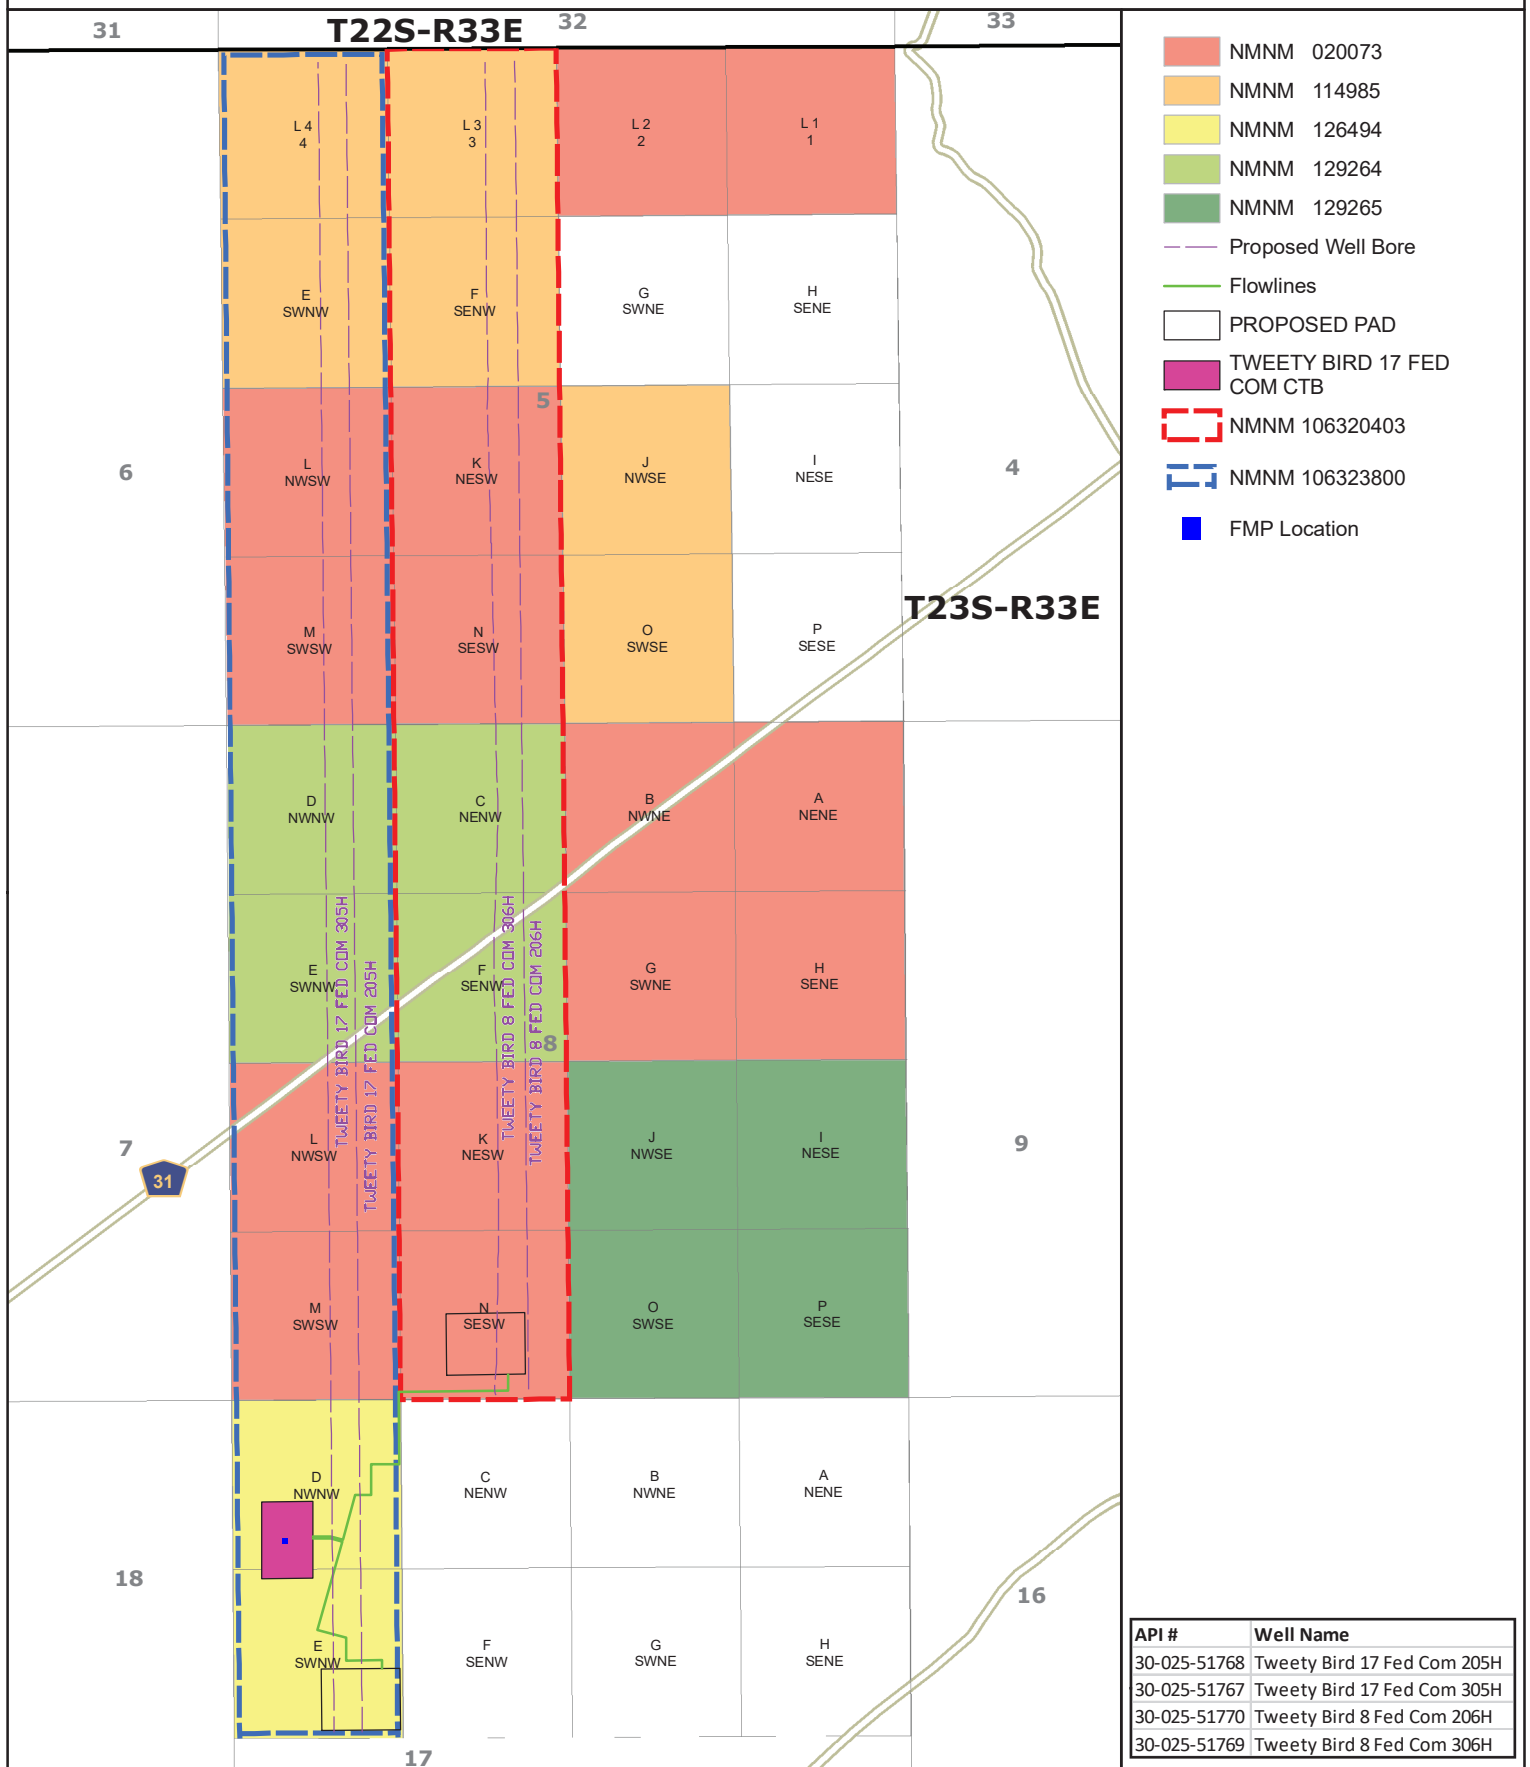 31
T22S-R33E
32
33
L 4
4
L 3
3
L 2
2
L 1
1
E
SWNW
F
SENW
G
SWNE
H
SENE
5
6
L
NWSW
K
NESW
J
NWSE
I
NESE
4
M
SWSW
N
SESW
O
SWSE
P
SESE
T23S-R33E
D
NWNW
C
NENW
B
NWNE
A
NENE
E
SWNW
F
SENW
G
SWNE
H
SENE
TWEETY BIRD 17 FED COM 305H
TWEETY BIRD 17 FED COM 205H
TWEETY BIRD 8 FED COM 306H
TWEETY BIRD 8 FED COM 206H
8
7
31
L
NWSW
K
NESW
J
NWSE
I
NESE
9
M
SWSW
N
SESW
O
SWSE
P
SESE
D
NWNW
C
NENW
B
NWNE
A
NENE
18
16
E
SWNW
F
SENW
G
SWNE
H
SENE
17
NMNM 020073
NMNM 114985
NMNM 126494
NMNM 129264
NMNM 129265
Proposed Well Bore
Flowlines
PROPOSED PAD
TWEETY BIRD 17 FED
COM CTB
NMNM 106320403
NMNM 106323800
FMP Location
API # Well Name
30-025-51768 Tweety Bird 17 Fed Com 205H
30-025-51767 Tweety Bird 17 Fed Com 305H
30-025-51770 Tweety Bird 8 Fed Com 206H
30-025-51769 Tweety Bird 8 Fed Com 306H